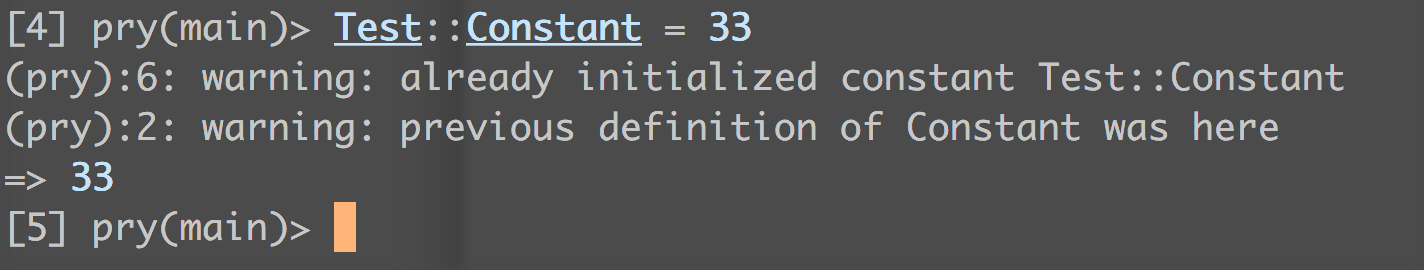 [4] pry(main)> Test::Constant = 33
(pry):6: warning: already initialized constant Test::Constant
(pry):2: warning: previous definition of Constant was here
=> 33
[5] pry(main)>